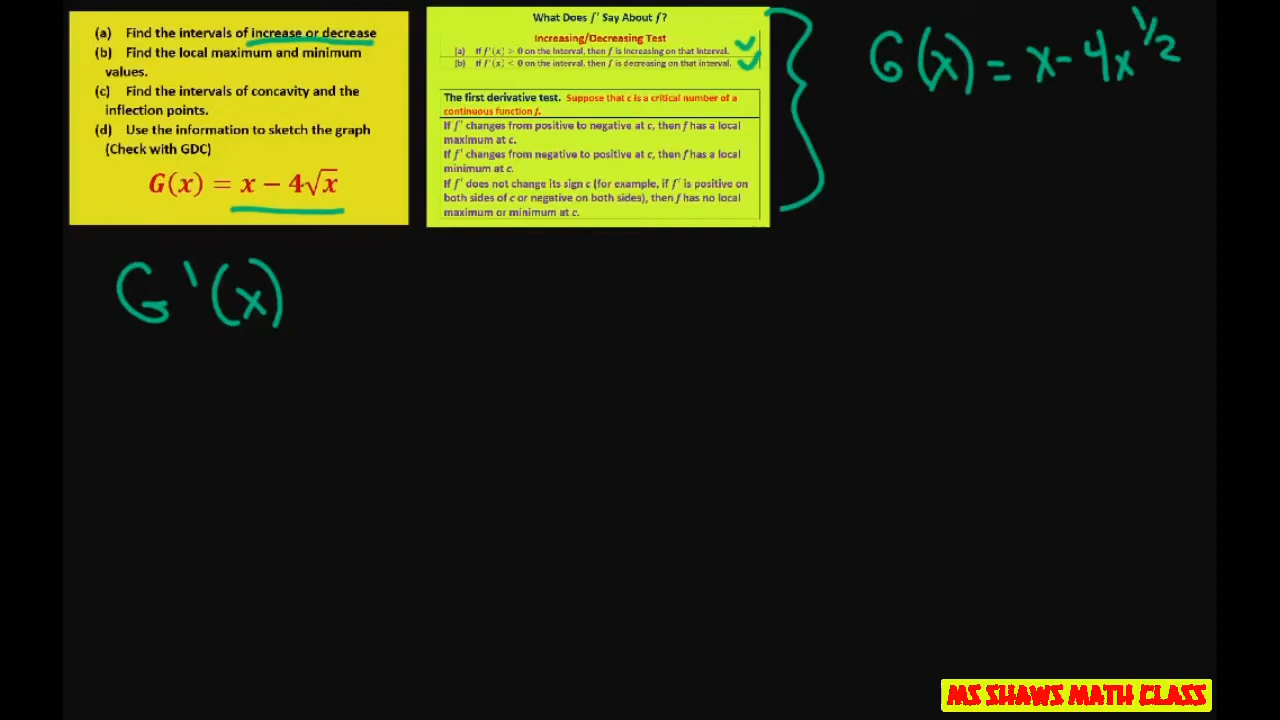 (a) Find the intervals of increase or decrease
(b) Find the local maximum and minimum
values.
(c) Find the intervals of concavity and the
inflection points.
(d) Use the information to sketch the graph
(Check with GDC)
G(x) = x − 4√x
What Does f′ Say About f?
Increasing/Decreasing Test
(a) If f′(x) > 0 on the interval, then f is increasing on that interval.
(b) If f′(x) < 0 on the interval, then f is decreasing on that interval.
The first derivative test. Suppose that c is a critical number of a
continuous function f.
If f′ changes from positive to negative at c, then f has a local
maximum at c.
If f′ changes from negative to positive at c, then f has a local
minimum at c.
If f′ does not change its sign c (for example, if f′ is positive on
both sides of c or negative on both sides), then f has no local
maximum or minimum at c.
G(x) = x - 4x^1/2
G'(x)
MS SHAWS MATH CLASS